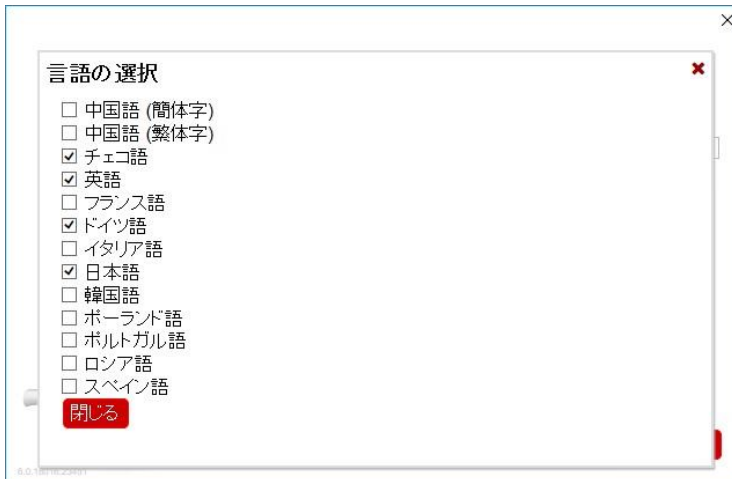 言語の選択
中国語 (簡体字)
中国語 (繁体字)
チェコ語
英語
フランス語
ドイツ語
イタリア語
日本語
韓国語
ポーランド語
ポルトガル語
ロシア語
スペイン語
閉じる